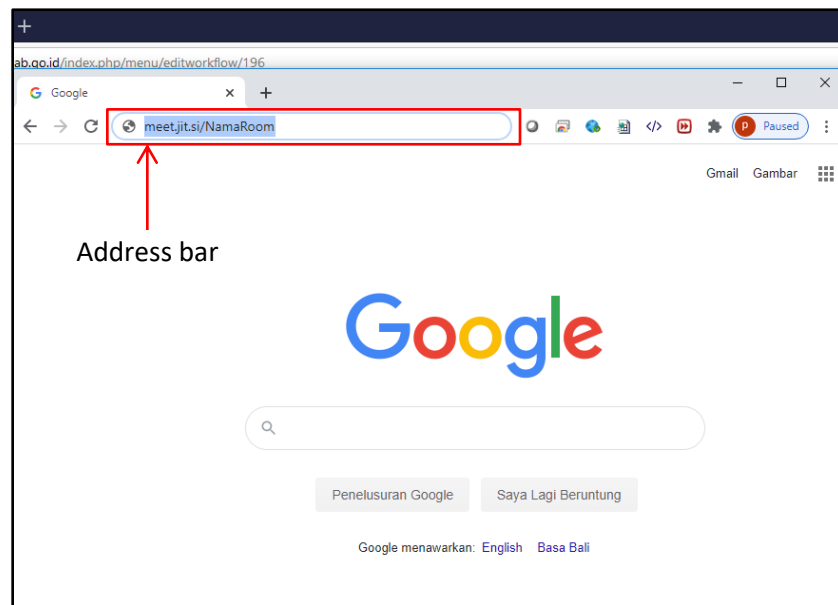 ab.go.id/index.php/menu/editworkflow/196
Google
meet.jit.si/NamaRoom
P Paused
Gmail Gambar
Address bar
Google
Penelusuran Google Saya Lagi Beruntung
Google menawarkan: English Basa Bali